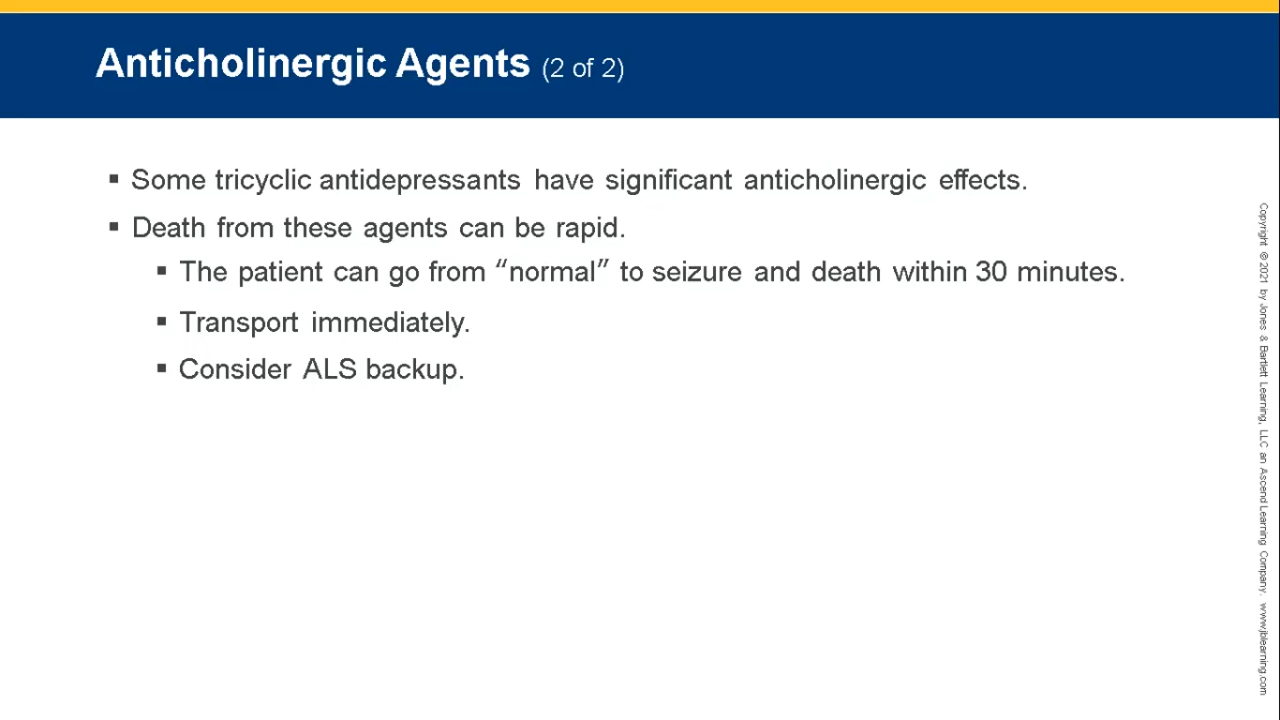 Anticholinergic Agents (2 of 2)
▪ Some tricyclic antidepressants have significant anticholinergic effects.
▪ Death from these agents can be rapid.
▪ The patient can go from “normal” to seizure and death within 30 minutes.
▪ Transport immediately.
▪ Consider ALS backup.
Copyright © 2021 by Jones & Bartlett Learning, LLC an Ascend Learning Company. www.jblearning.com